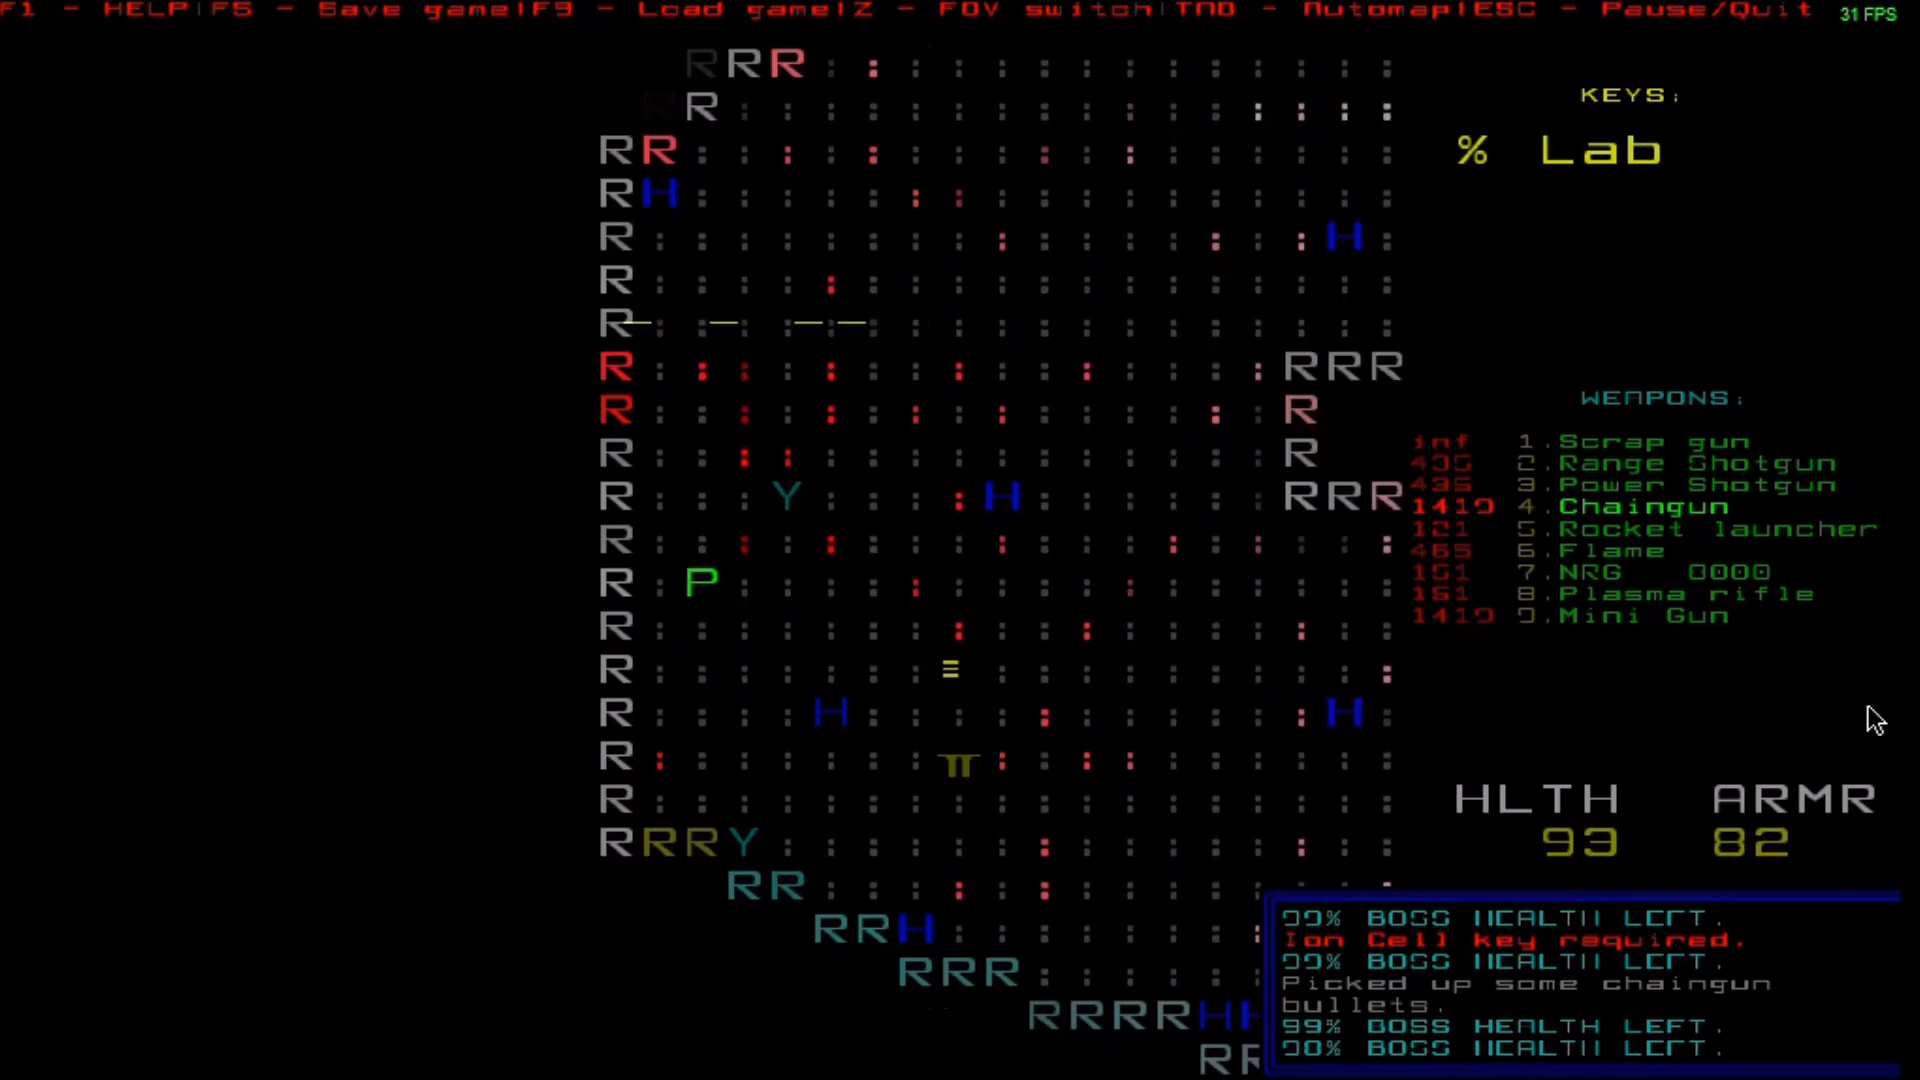 F1 - HELP|F5 - Save game|F9 - Load game|Z - FOV switch|TAB - Automap|ESC - Pause/Quit
31 FPS
KEYS:
% Lab
WEAPONS:
inf 1.Scrap gun
435 2.Range Shotgun
435 3.Power Shotgun
1419 4.Chaingun
121 5.Rocket launcher
465 6.Flame
151 7.NRG 0000
151 8.Plasma rifle
1419 9.Mini Gun
HLTH ARMR
93 82
99% BOSS HEALTH LEFT.
Ion Cell key required.
99% BOSS HEALTH LEFT.
Picked up some chaingun
bullets.
99% BOSS HEALTH LEFT.
98% BOSS HEALTH LEFT.